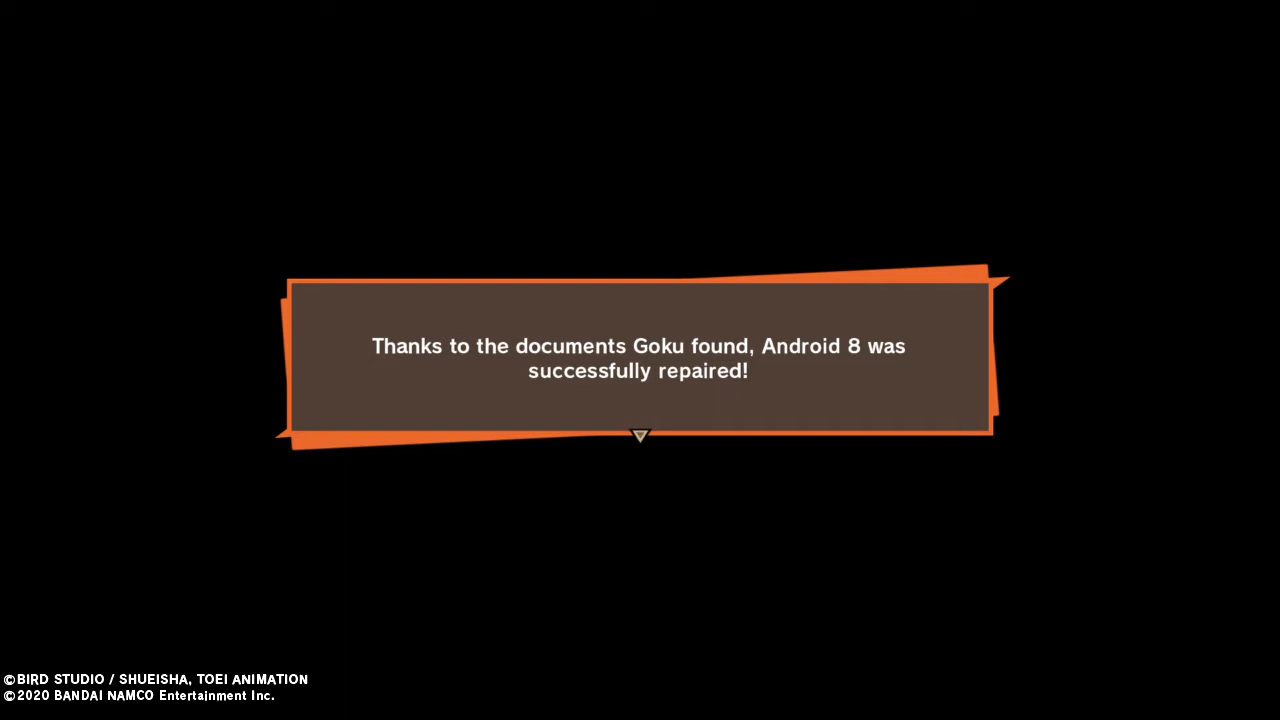 Thanks to the documents Goku found, Android 8 was
successfully repaired!
©BIRD STUDIO / SHUEISHA, TOEI ANIMATION
©2020 BANDAI NAMCO Entertainment Inc.